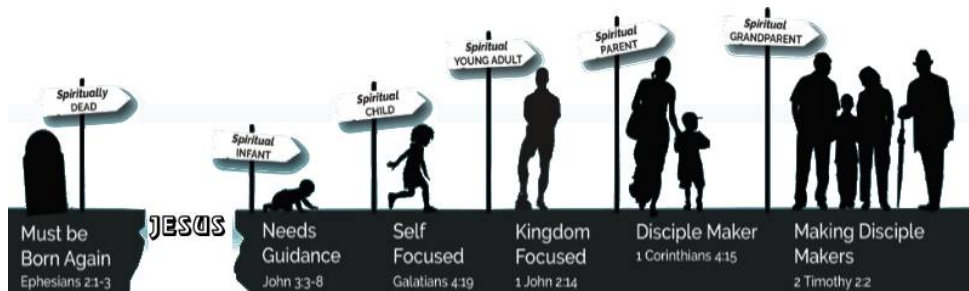 Spiritually
DEAD
Spiritual
INFANT
Spiritual
CHILD
Spiritual
YOUNG ADULT
Spiritual
PARENT
Spiritual
GRANDPARENT
Must be
Born Again
Ephesians 2:1-3
JESUS
Needs
Guidance
John 3:3-8
Self
Focused
Galatians 4:19
Kingdom
Focused
1 John 2:14
Disciple Maker
1 Corinthians 4:15
Making Disciple
Makers
2 Timothy 2:2